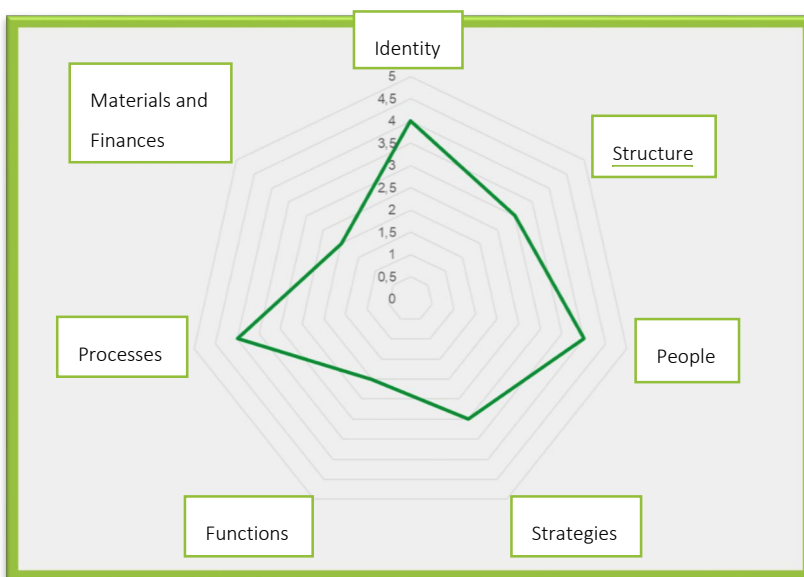 Identity
Materials and
Finances
Structure
5
4,5
4
3,5
3
2,5
2
1,5
1
0,5
0
Processes
People
Functions
Strategies